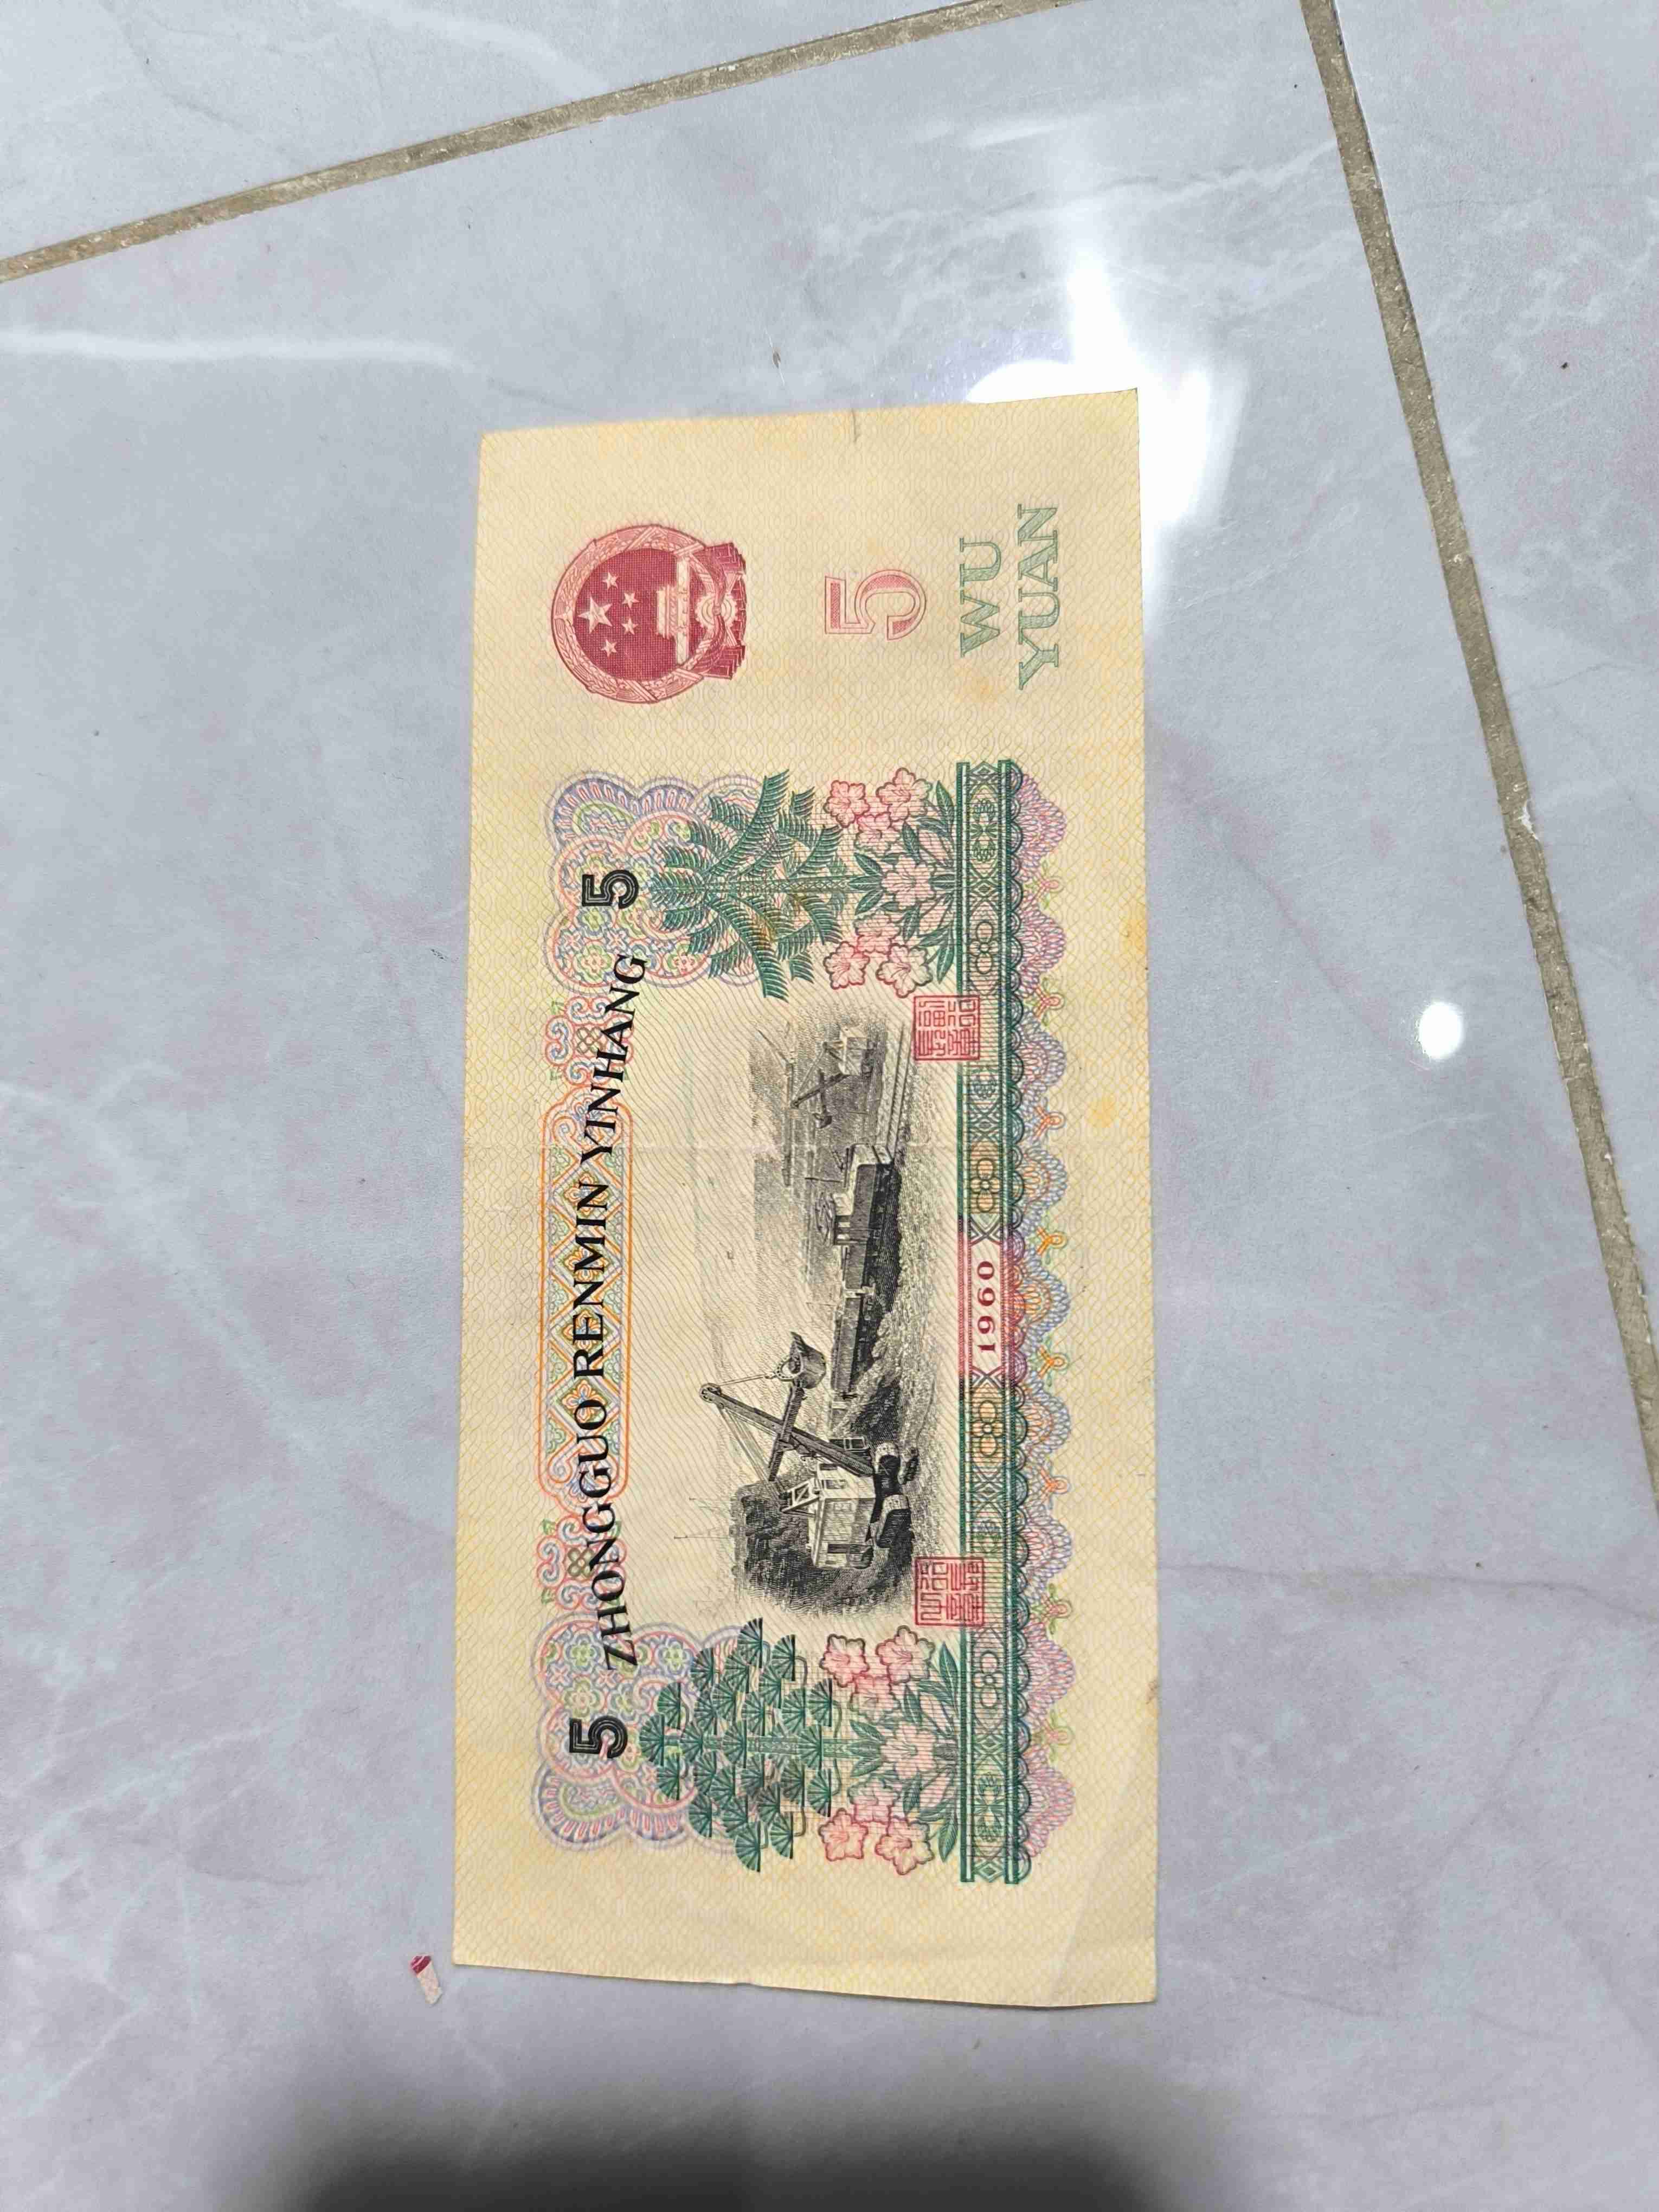 5 ZHONGGUO RENMIN YINHANG 5
5
WU
YUAN
1960